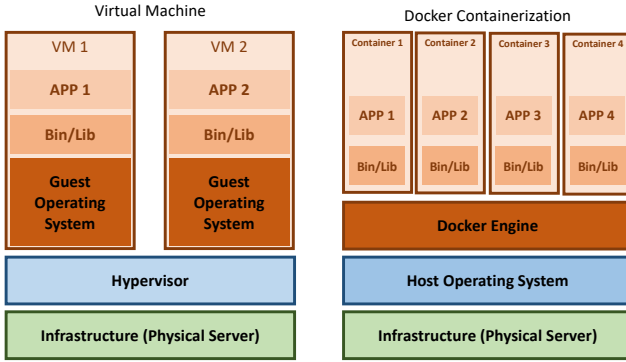 Virtual Machine
VM 1
APP 1
Bin/Lib
Guest
Operating
System
VM 2
APP 2
Bin/Lib
Guest
Operating
System
Hypervisor
Infrastructure (Physical Server)
Docker Containerization
Container 1
APP 1
Bin/Lib
Container 2
APP 2
Bin/Lib
Container 3
APP 3
Bin/Lib
Container 4
APP 4
Bin/Lib
Docker Engine
Host Operating System
Infrastructure (Physical Server)